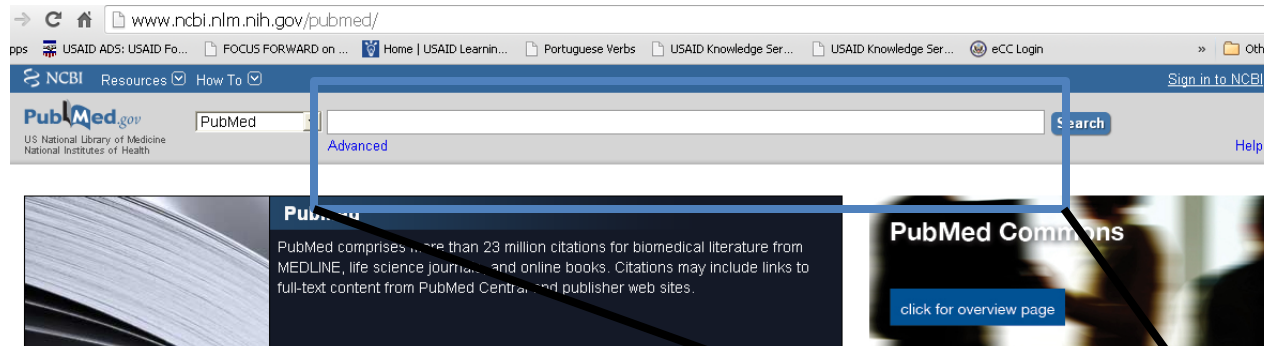 www.ncbi.nlm.nih.gov/pubmed/
pps USAID ADS: USAID Fo... FOCUS FORWARD on ... Home | USAID Learnin... Portuguese Verbs USAID Knowledge Ser... USAID Knowledge Ser... eCC Login » Oth
NCBI Resources How To Sign in to NCBI
PubMed.gov
US National Library of Medicine
National Institutes of Health
PubMed Search
Advanced Help
PubMed
PubMed comprises more than 23 million citations for biomedical literature from
MEDLINE, life science journals, and online books. Citations may include links to
full-text content from PubMed Central and publisher web sites.
PubMed Commons
click for overview page